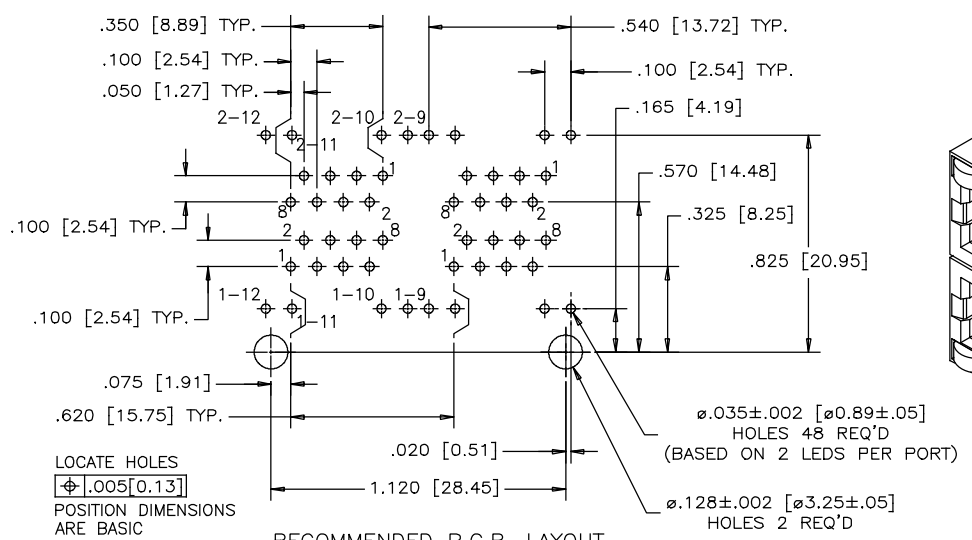 .350 [8.89] TYP.
.540 [13.72] TYP.
.100 [2.54] TYP.
.100 [2.54] TYP.
.050 [1.27] TYP.
.165 [4.19]
2-12
2-10
2-9
2-11
1
1
.570 [14.48]
8
2
8
2
.325 [8.25]
.100 [2.54] TYP.
2
8
2
8
.825 [20.95]
1
1
1-12
1-10
1-9
1-11
.100 [2.54] TYP.
.075 [1.91]
.620 [15.75] TYP.
ø.035±.002 [ø0.89±.05]
HOLES 48 REQ'D
(BASED ON 2 LEDS PER PORT)
.020 [0.51]
LOCATE HOLES
⌖ .005[0.13]
POSITION DIMENSIONS
ARE BASIC
1.120 [28.45]
ø.128±.002 [ø3.25±.05]
HOLES 2 REQ'D
RECOMMENDED P.C.B. LAYOUT